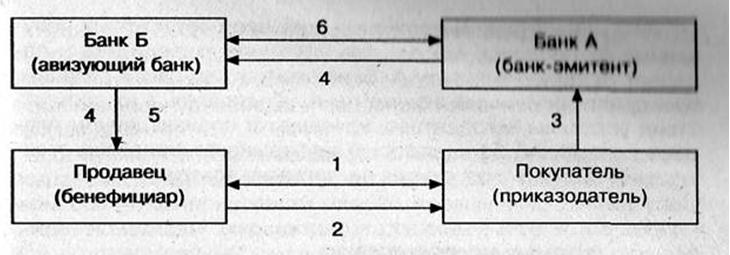 6
Банк Б
(авизующий банк)
Банк А
(банк-эмитент)
4
4
5
3
1
Продавец
(бенефициар)
Покупатель
(приказодатель)
2